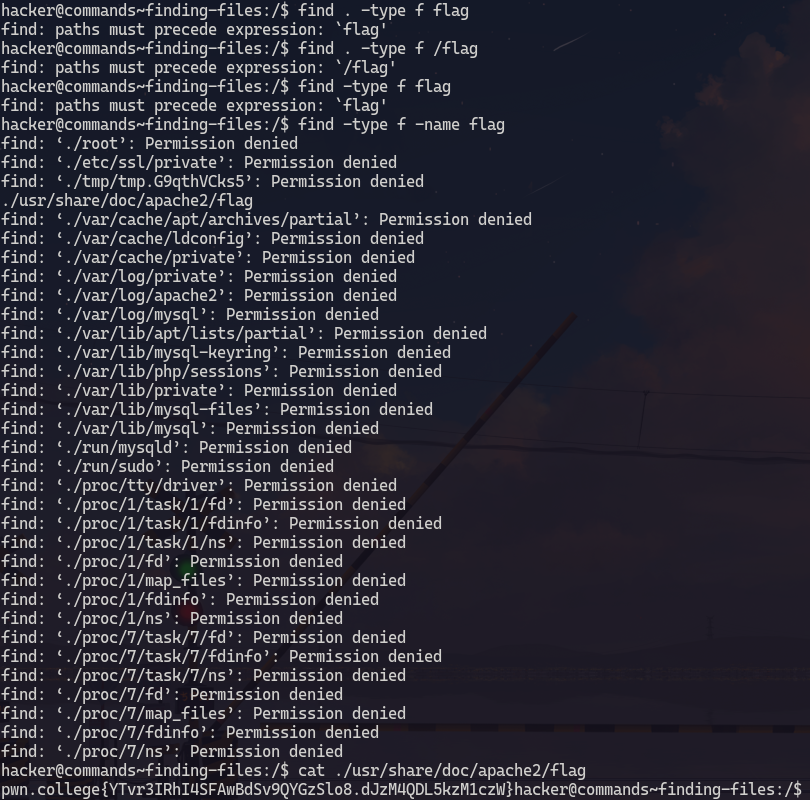 hacker@commands~finding-files:/$ find . -type f flag
find: paths must precede expression: `flag'
hacker@commands~finding-files:/$ find . -type f /flag
find: paths must precede expression: `/flag'
hacker@commands~finding-files:/$ find -type f flag
find: paths must precede expression: `flag'
hacker@commands~finding-files:/$ find -type f -name flag
find: ‘./root’: Permission denied
find: ‘./etc/ssl/private’: Permission denied
find: ‘./tmp/tmp.G9qthVCks5’: Permission denied
./usr/share/doc/apache2/flag
find: ‘./var/cache/apt/archives/partial’: Permission denied
find: ‘./var/cache/ldconfig’: Permission denied
find: ‘./var/cache/private’: Permission denied
find: ‘./var/log/private’: Permission denied
find: ‘./var/log/apache2’: Permission denied
find: ‘./var/log/mysql’: Permission denied
find: ‘./var/lib/apt/lists/partial’: Permission denied
find: ‘./var/lib/mysql-keyring’: Permission denied
find: ‘./var/lib/php/sessions’: Permission denied
find: ‘./var/lib/private’: Permission denied
find: ‘./var/lib/mysql-files’: Permission denied
find: ‘./var/lib/mysql’: Permission denied
find: ‘./run/mysqld’: Permission denied
find: ‘./run/sudo’: Permission denied
find: ‘./proc/tty/driver’: Permission denied
find: ‘./proc/1/task/1/fd’: Permission denied
find: ‘./proc/1/task/1/fdinfo’: Permission denied
find: ‘./proc/1/task/1/ns’: Permission denied
find: ‘./proc/1/fd’: Permission denied
find: ‘./proc/1/map_files’: Permission denied
find: ‘./proc/1/fdinfo’: Permission denied
find: ‘./proc/1/ns’: Permission denied
find: ‘./proc/7/task/7/fd’: Permission denied
find: ‘./proc/7/task/7/fdinfo’: Permission denied
find: ‘./proc/7/task/7/ns’: Permission denied
find: ‘./proc/7/fd’: Permission denied
find: ‘./proc/7/map_files’: Permission denied
find: ‘./proc/7/fdinfo’: Permission denied
find: ‘./proc/7/ns’: Permission denied
hacker@commands~finding-files:/$ cat ./usr/share/doc/apache2/flag
pwn.college{YTvr3IRhI4SFAwBdSv9QYGzSlo8.dJzM4QDL5kzM1czW}hacker@commands~finding-files:/$